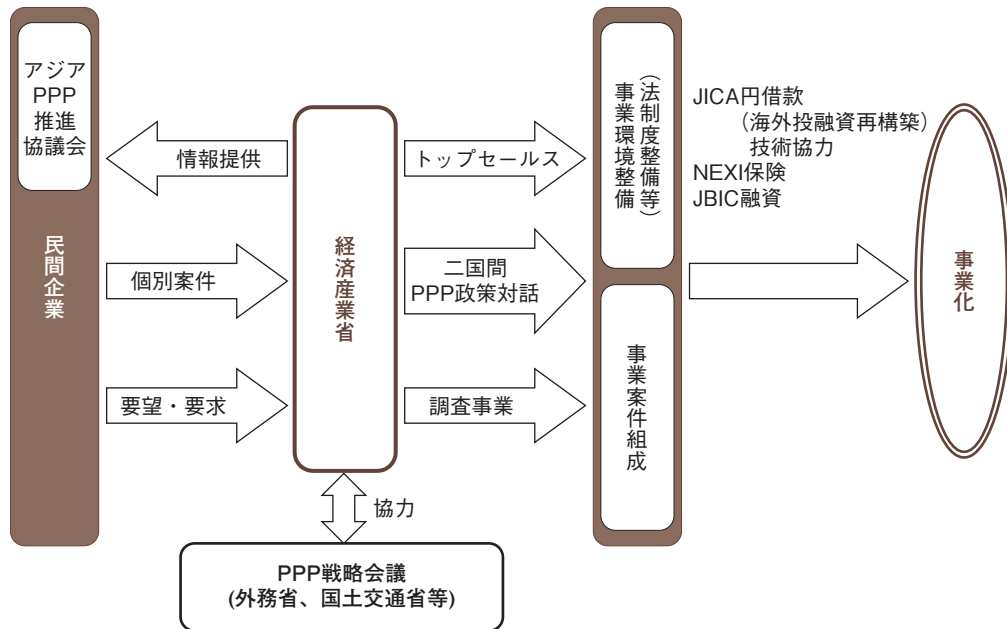 アジア
PPP
推進
協議会
民間企業
情報提供
個別案件
要望・要求
経済産業省
トップセールス
二国間
PPP政策対話
調査事業
協力
PPP戦略会議
(外務省、国土交通省等)
(法制度整備等)
事業環境整備
事業案件組成
JICA円借款
(海外投融資再構築)
技術協力
NEXI保険
JBIC融資
事業化